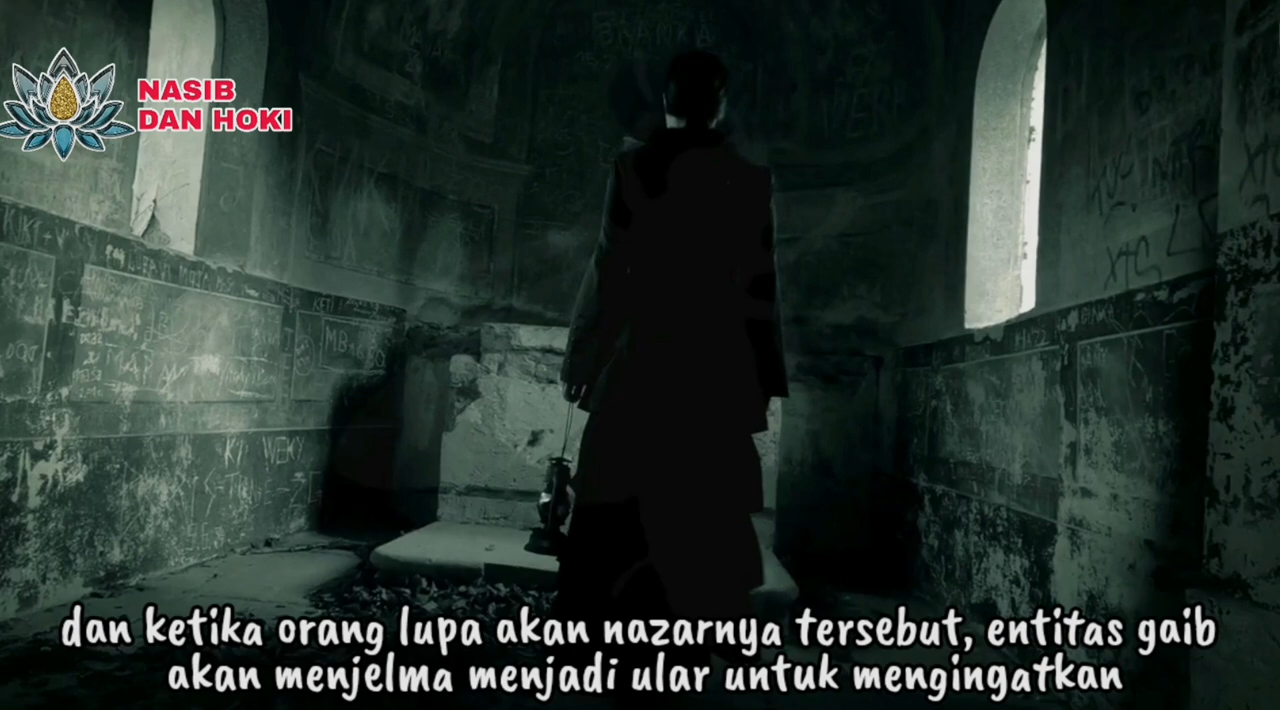 NASIB
DAN HOKI
dan ketika orang lupa akan nazarnya tersebut, entitas gaib
akan menjelma menjadi ular untuk mengingatkan